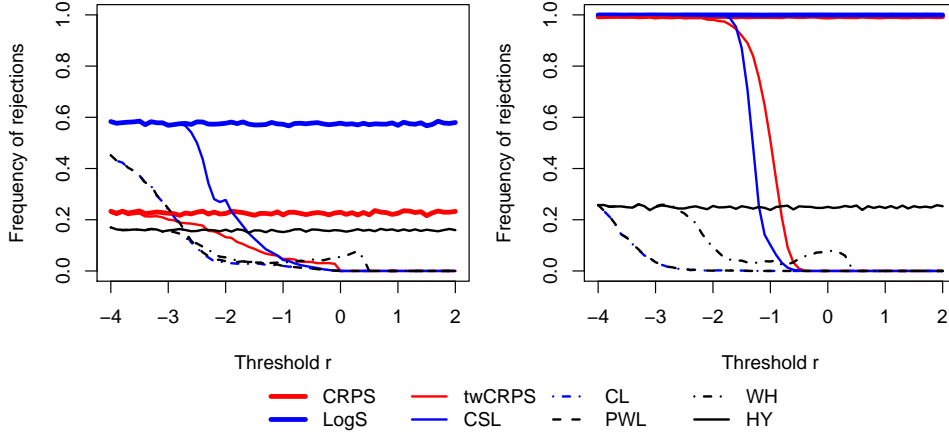 Frequency of rejections
1.0
0.8
0.6
0.4
0.2
0.0
−4 −3 −2 −1 0 1 2
Threshold r
Frequency of rejections
1.0
0.8
0.6
0.4
0.2
0.0
−4 −3 −2 −1 0 1 2
Threshold r
CRPS twCRPS CL WH
LogS CSL PWL HY